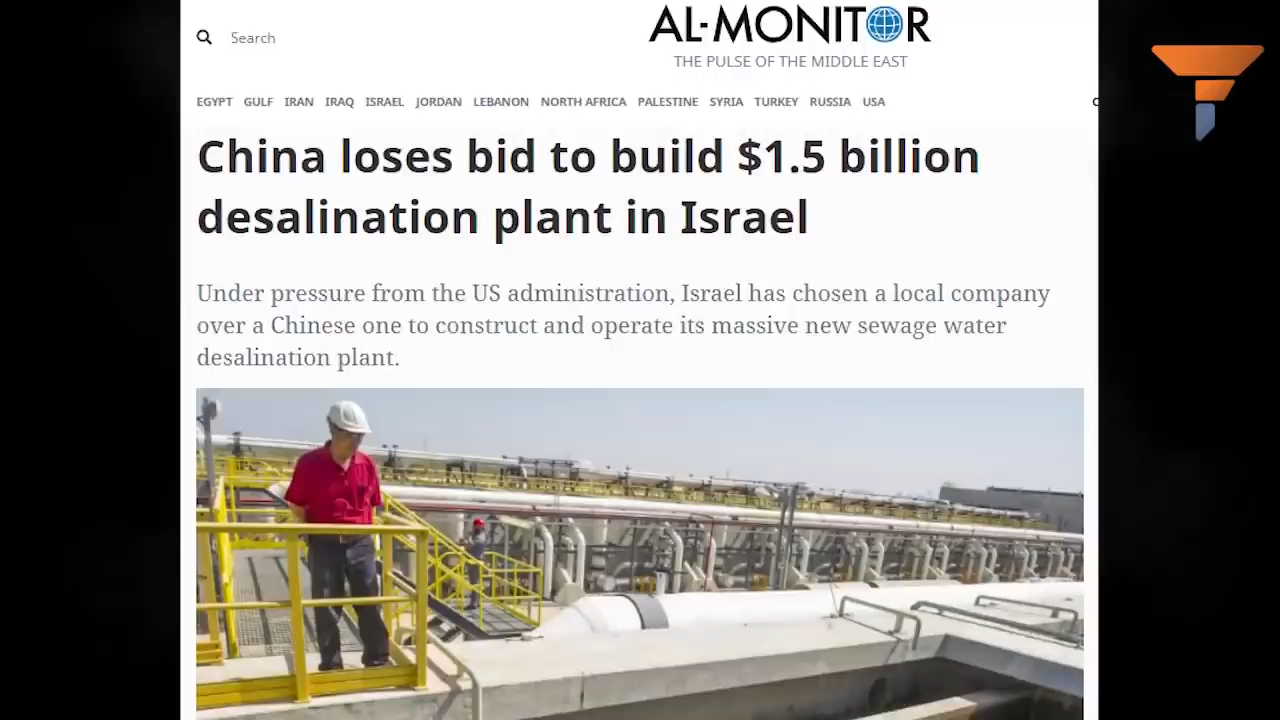 Search
AL-MONITOR
THE PULSE OF THE MIDDLE EAST
EGYPT GULF IRAN IRAQ ISRAEL JORDAN LEBANON NORTH AFRICA PALESTINE SYRIA TURKEY RUSSIA USA
China loses bid to build $1.5 billion
desalination plant in Israel
Under pressure from the US administration, Israel has chosen a local company
over a Chinese one to construct and operate its massive new sewage water
desalination plant.